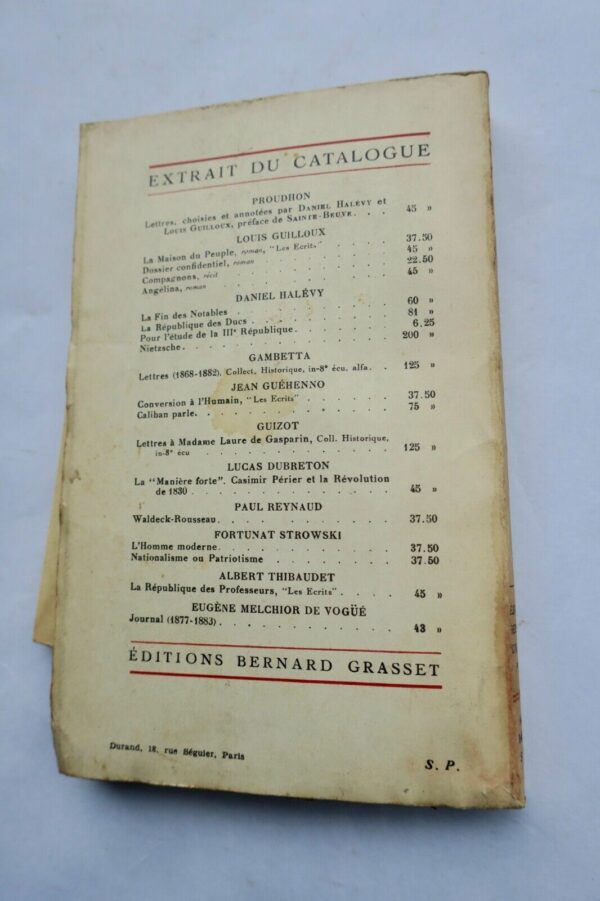 EXTRAIT DU CATALOGUE
PROUDHON
Lettres, choisies et annotées par DANIEL HALÉVY et
LOUIS GUILLOUX, préface de SAINTE-BEUVE. . . 45 »
LOUIS GUILLOUX
La Maison du Peuple, roman, "Les Ecrits" 37.50
Dossier confidentiel, roman . . . . 45 »
Compagnons, récit . . . . 22.50
Angélina, roman . . . . 45 »
DANIEL HALÉVY
La Fin des Notables . . . . 60 »
La République des Ducs . . . . 81 »
Pour l'étude de la IIIe République . . . . 6.25
Nietzsche . . . . 200 »
GAMBETTA
Lettres (1868-1882). Collect. Historique, in-8° écu, alfa. . 125 »
JEAN GUÉHENNO
Conversion à l'Humain, "Les Ecrits" . . . . 37.50
Caliban parle. . . . 75 »
GUIZOT
Lettres à Madame Laure de Gasparin, Coll. Historique,
in-8° écu . . . . 125 »
LUCAS DUBRETON
La "Manière forte". Casimir Périer et la Révolution
de 1830 . . . . 45 »
PAUL REYNAUD
Waldeck-Rousseau. . . . 37.50
FORTUNAT STROWSKI
L'Homme moderne. . . . 37.50
Nationalisme ou Patriotisme . . . . 37.50
ALBERT THIBAUDET
La République des Professeurs, "Les Ecrits" . . . . 45 »
EUGÈNE MELCHIOR DE VOGÜÉ
Journal (1877-1883) . . . . 43 »
ÉDITIONS BERNARD GRASSET
Durand, 18, rue Séguier, Paris
S. P.